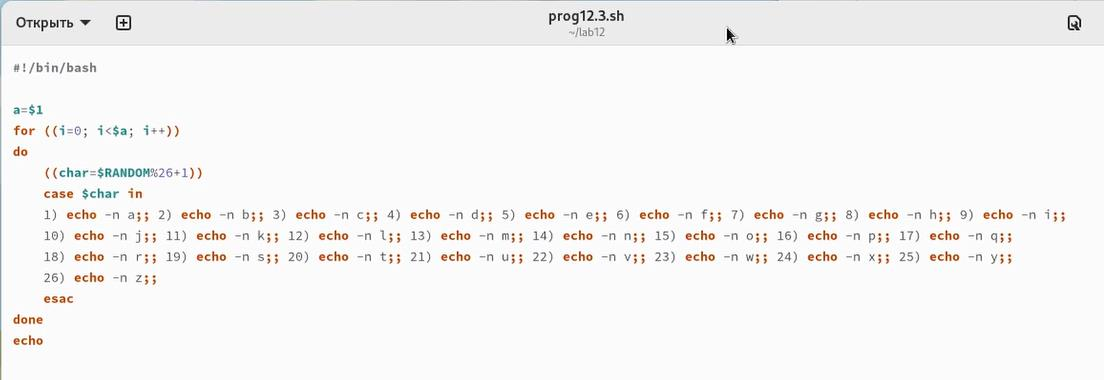 Открыть
prog12.3.sh
~/lab12
#!/bin/bash
a=$1
for ((i=0; i<$a; i++))
do
((char=$RANDOM%26+1))
case $char in
1) echo -n a;; 2) echo -n b;; 3) echo -n c;; 4) echo -n d;; 5) echo -n e;; 6) echo -n f;; 7) echo -n g;; 8) echo -n h;; 9) echo -n i;;
10) echo -n j;; 11) echo -n k;; 12) echo -n l;; 13) echo -n m;; 14) echo -n n;; 15) echo -n o;; 16) echo -n p;; 17) echo -n q;;
18) echo -n r;; 19) echo -n s;; 20) echo -n t;; 21) echo -n u;; 22) echo -n v;; 23) echo -n w;; 24) echo -n x;; 25) echo -n y;;
26) echo -n z;;
esac
done
echo